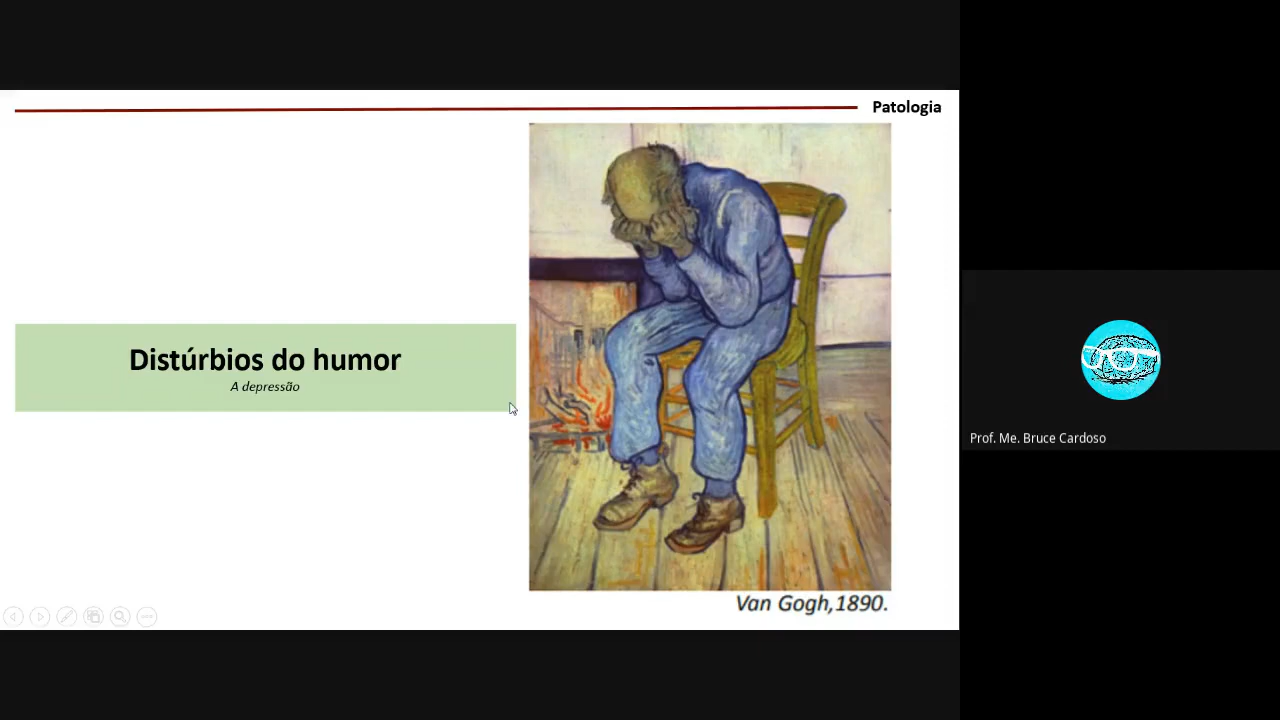 Patologia
Distúrbios do humor
A depressão
Van Gogh,1890.
Prof. Me. Bruce Cardoso